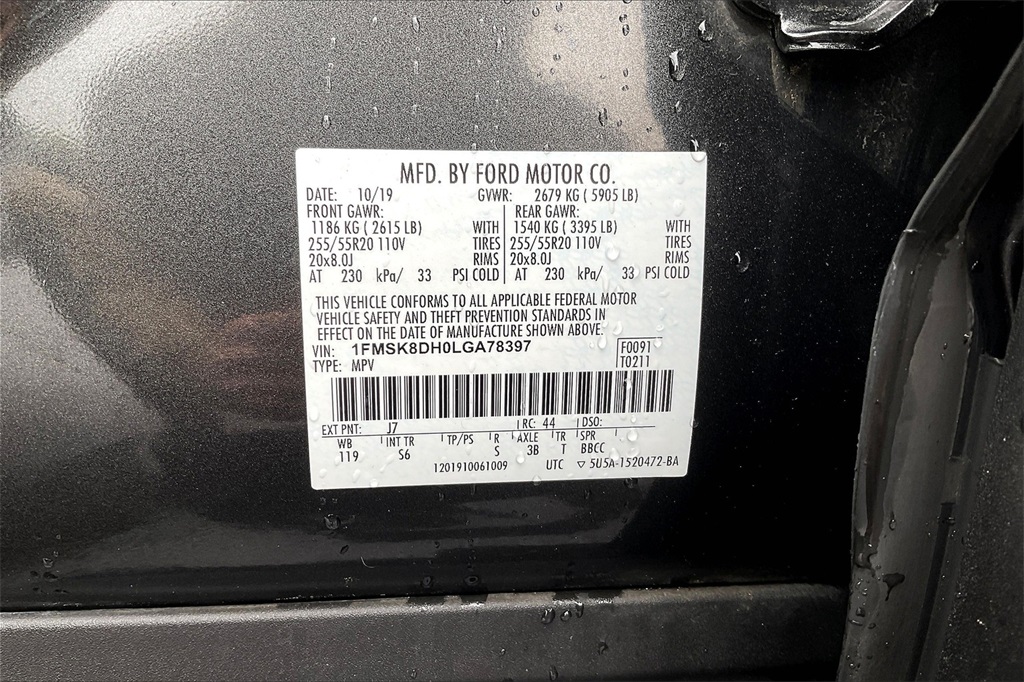 MFD. BY FORD MOTOR CO.
DATE: 10/19 GVWR: 2679 KG ( 5905 LB)
FRONT GAWR: REAR GAWR:
1186 KG ( 2615 LB) WITH 1540 KG ( 3395 LB) WITH
255/55R20 110V TIRES 255/55R20 110V TIRES
20x8.0J RIMS 20x8.0J RIMS
AT 230 kPa/ 33 PSI COLD AT 230 kPa/ 33 PSI COLD
THIS VEHICLE CONFORMS TO ALL APPLICABLE FEDERAL MOTOR
VEHICLE SAFETY AND THEFT PREVENTION STANDARDS IN
EFFECT ON THE DATE OF MANUFACTURE SHOWN ABOVE.
VIN: 1FMSK8DH0LGA78397 F0091
TYPE: MPV T0211
EXT PNT: J7 RC: 44 DSO:
WB INT TR TP/PS R AXLE TR SPR
119 S6 S 3B T BBCC
1201910061009 UTC ▽ 5U5A-1520472-BA